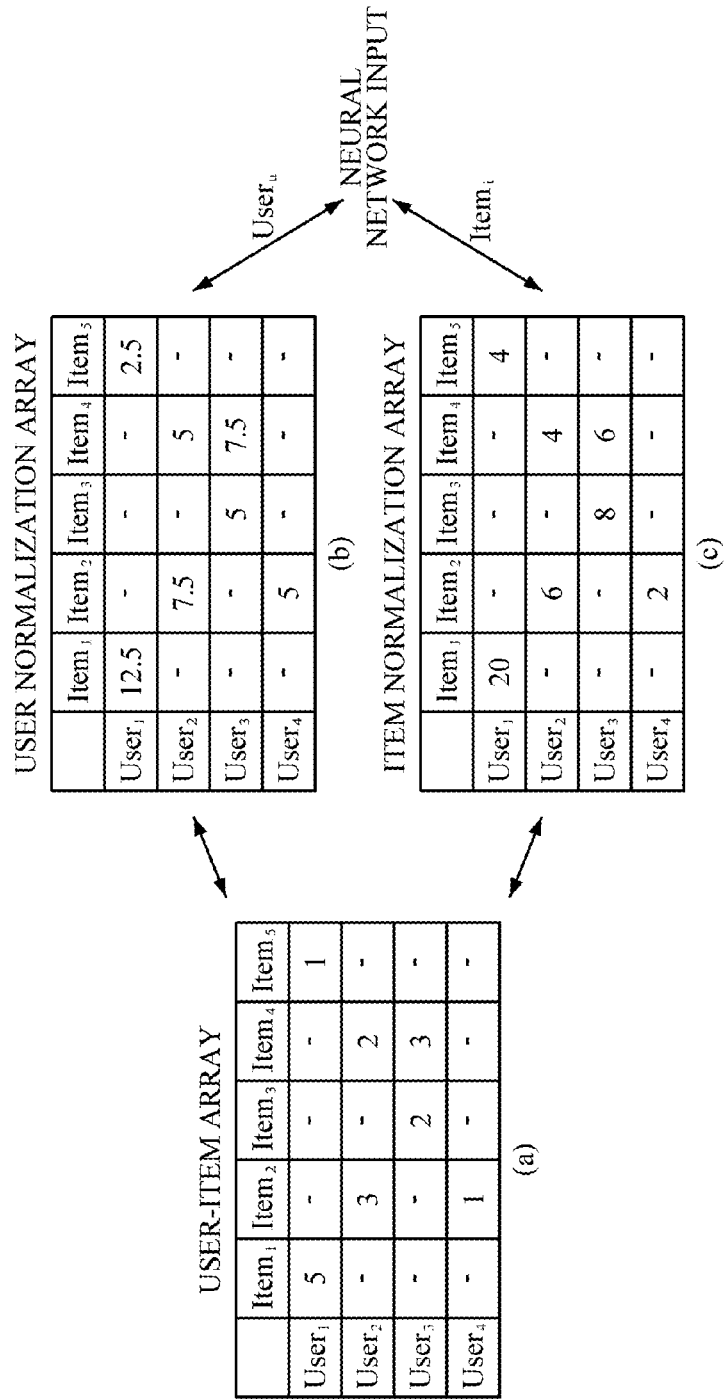 USER-ITEM ARRAY
Item₁ Item₂ Item₃ Item₄ Item₅
User₁ 5 - - - 1
User₂ - 3 - 2 -
User₃ - - 2 3 -
User₄ - 1 - - -
(a)
USER NORMALIZATION ARRAY
Item₁ Item₂ Item₃ Item₄ Item₅
User₁ 12.5 - - - 2.5
User₂ - 7.5 - 5 -
User₃ - - 5 7.5 -
User₄ - 5 - - -
(b)
ITEM NORMALIZATION ARRAY
Item₁ Item₂ Item₃ Item₄ Item₅
User₁ 20 - - - 4
User₂ - 6 - 4 -
User₃ - - 8 6 -
User₄ - 2 - - -
(c)
Userᵤ
Itemᵢ
NEURAL
NETWORK INPUT